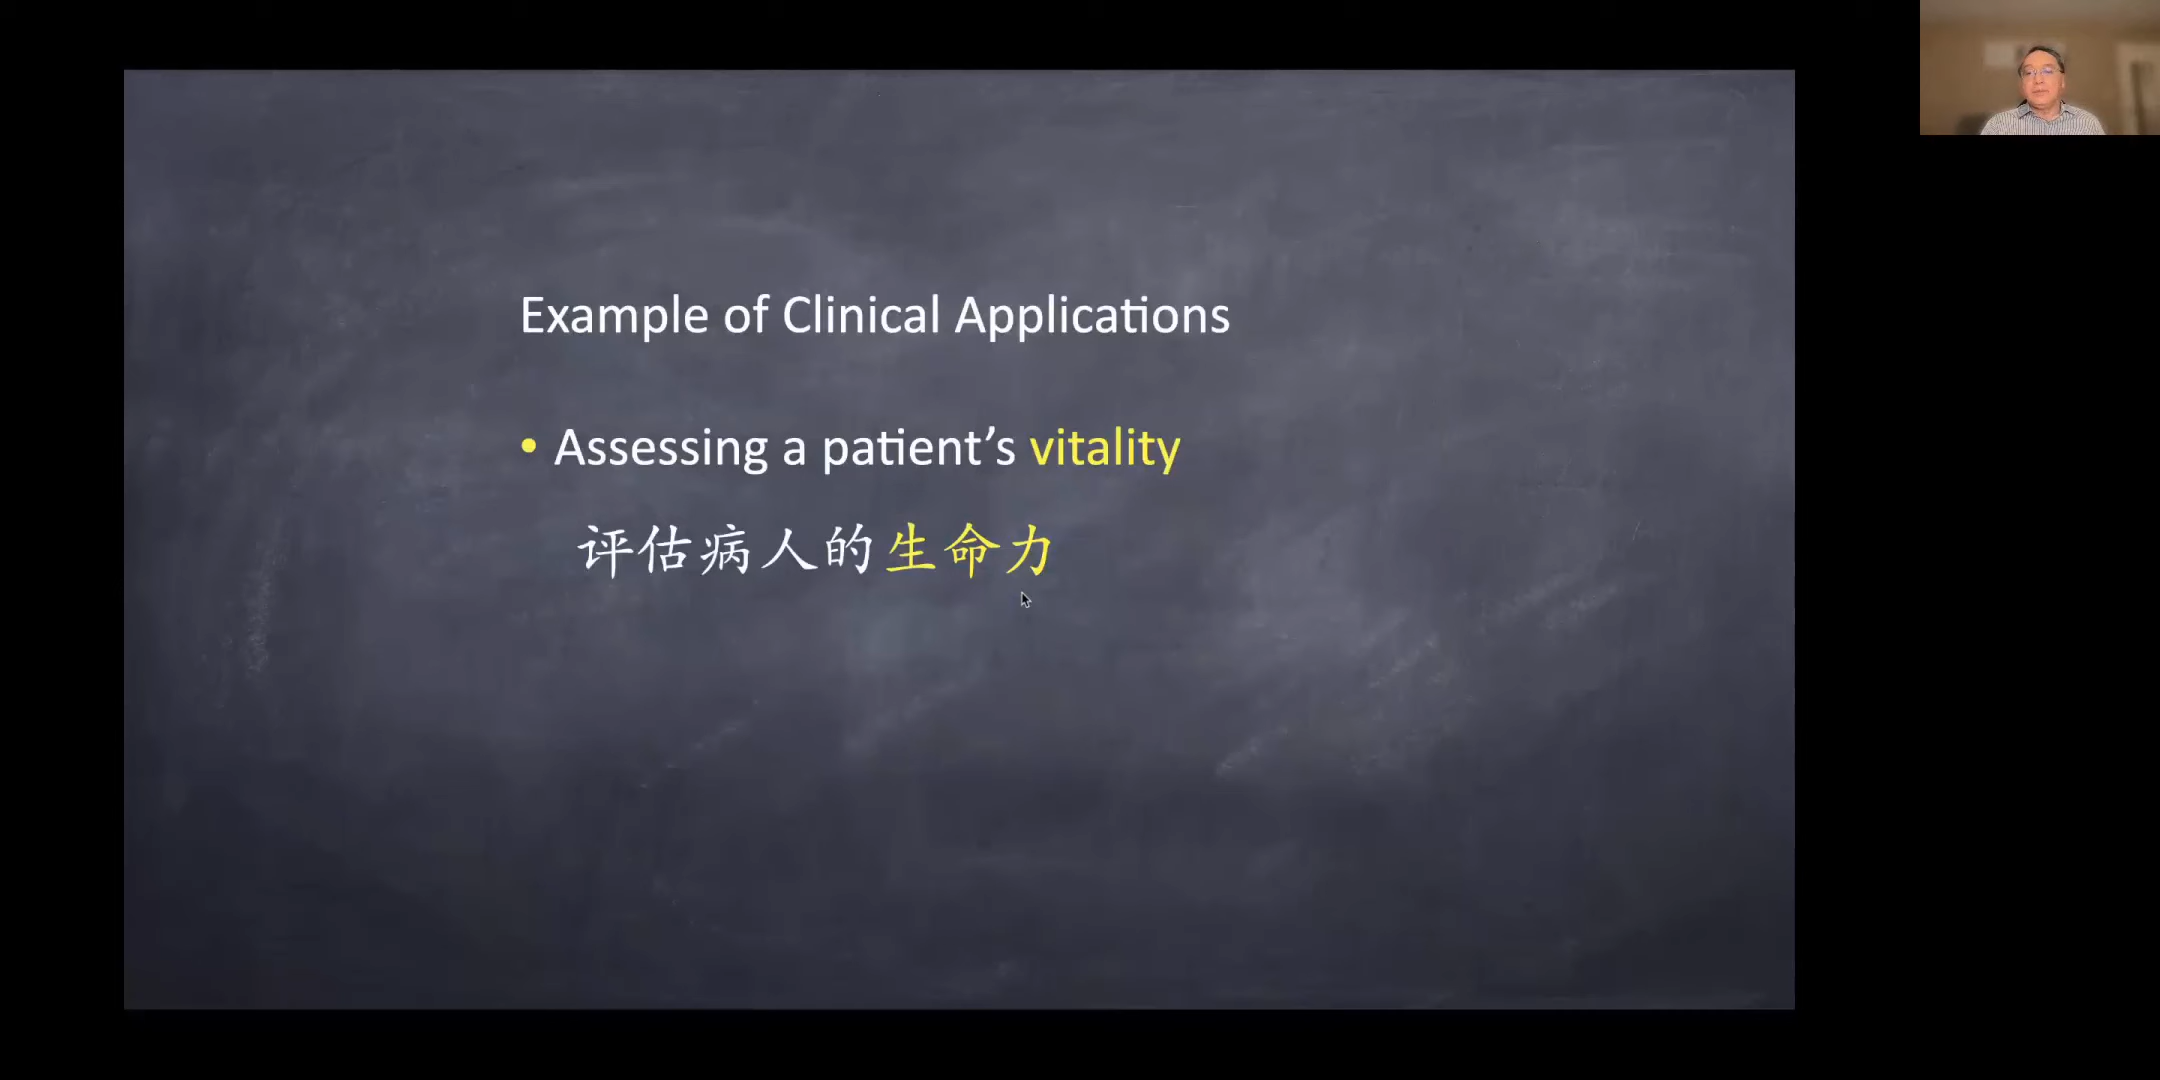 Example of Clinical Applications
• Assessing a patient’s vitality
评估病人的生命力